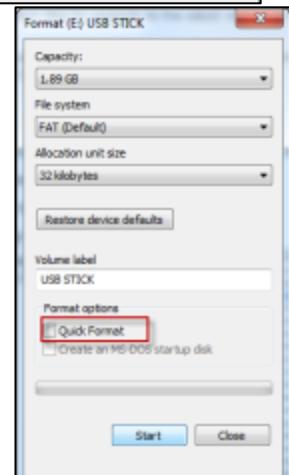 Format (E:) USB STICK
Capacity:
1.89 GB
File system
FAT (Default)
Allocation unit size
32 kilobytes
Restore device defaults
Volume label
USB STICK
Format options
Quick Format
Create an MS-DOS startup disk
Start Close